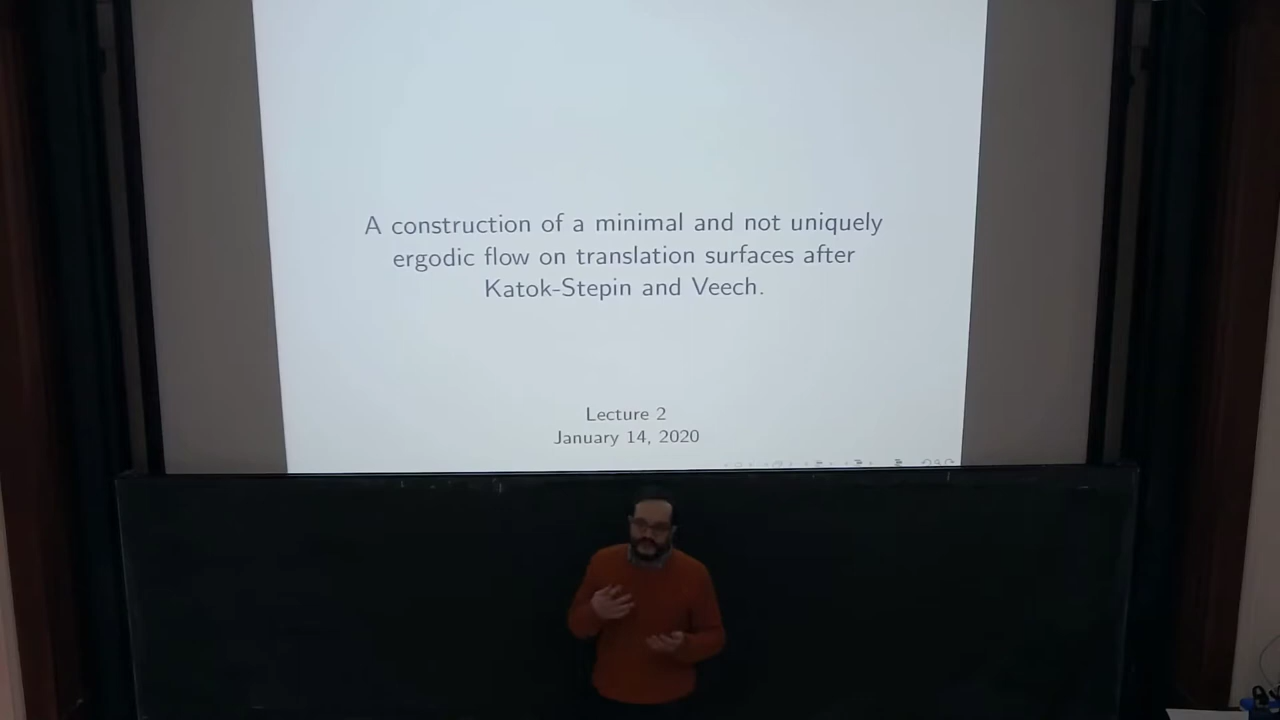 A construction of a minimal and not uniquely
ergodic flow on translation surfaces after
Katok-Stepin and Veech.
Lecture 2
January 14, 2020